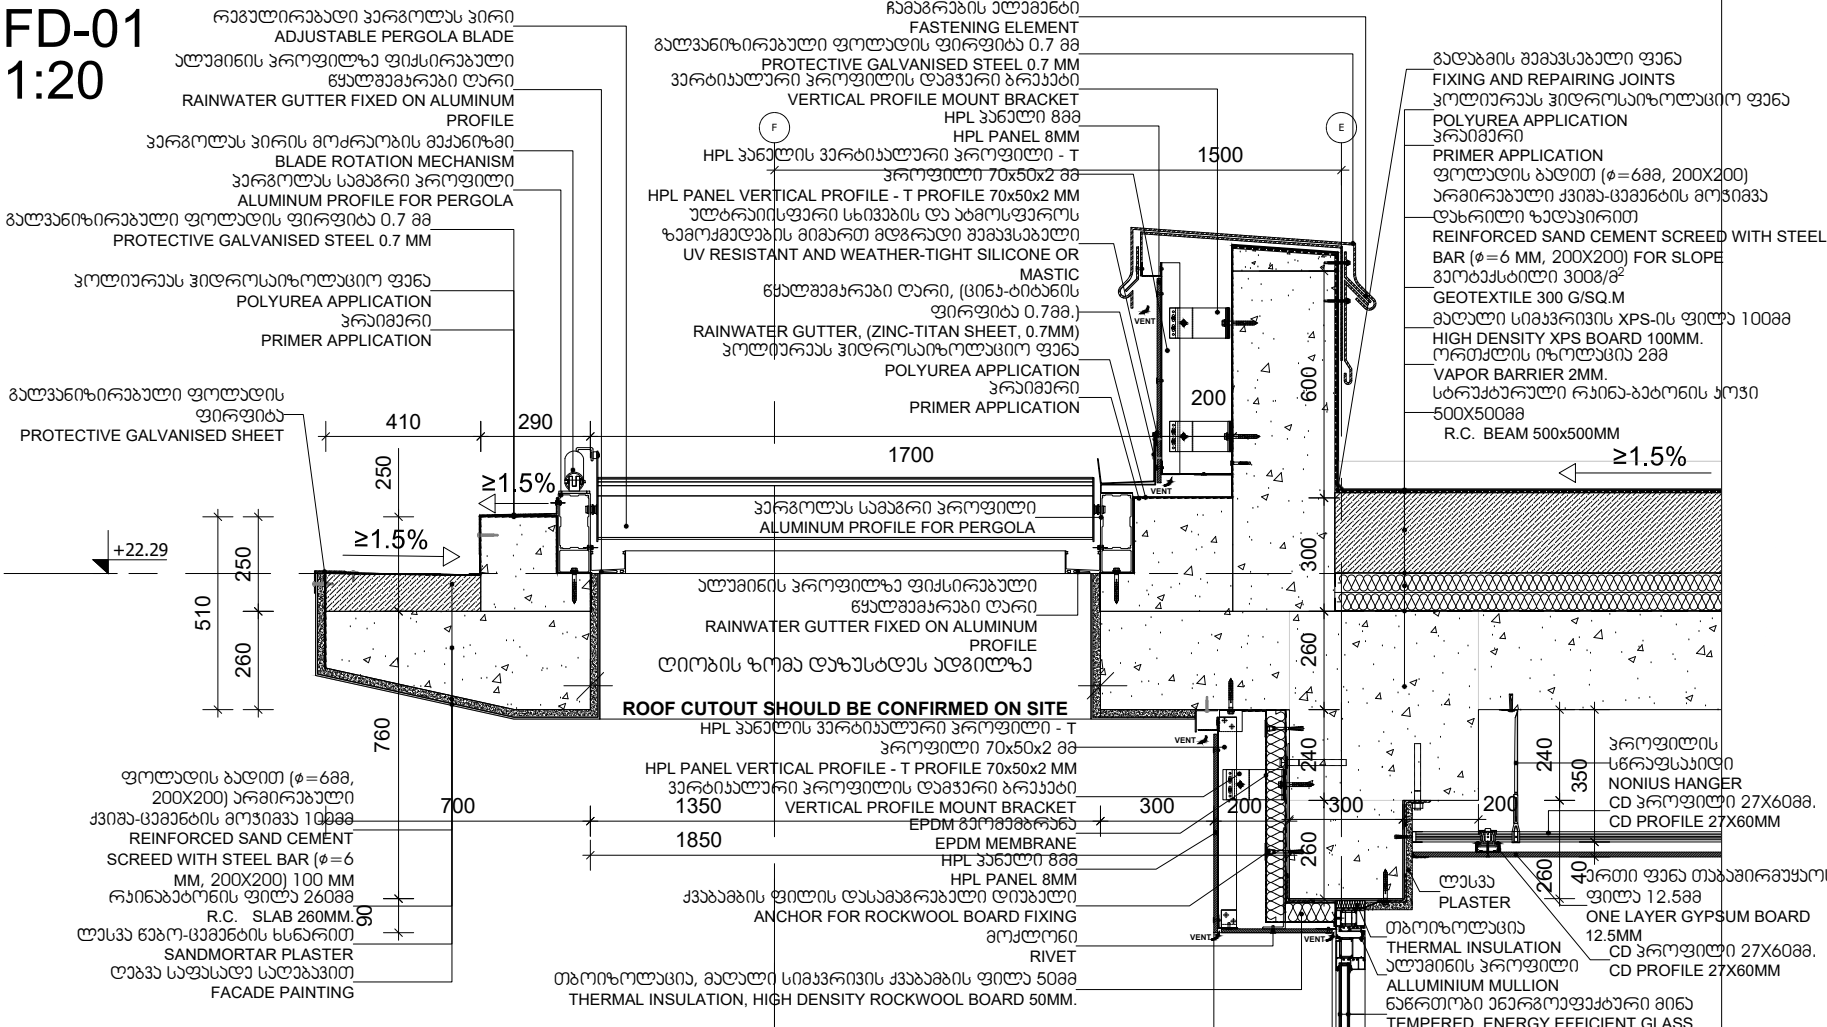 FD-01
1:20
რეგულირებადი პერგოლას პირი
ADJUSTABLE PERGOLA BLADE
ალუმინის პროფილზე ფიქსირებული
წყალშემკრები ღარი
RAINWATER GUTTER FIXED ON ALUMINUM
PROFILE
პერგოლას პირის მოძრაობის მექანიზმი
BLADE ROTATION MECHANISM
პერგოლას სამაგრი პროფილი
ALUMINUM PROFILE FOR PERGOLA
გალვანიზირებული ფოლადის ფირფიტა 0.7 მმ
PROTECTIVE GALVANISED STEEL 0.7 MM
პოლიურეას ჰიდროსაიზოლაციო ფენა
POLYUREA APPLICATION
პრაიმერი
PRIMER APPLICATION
გალვანიზირებული ფოლადის
ფირფიტა
PROTECTIVE GALVANISED SHEET
ჩამაგრების ელემენტი
FASTENING ELEMENT
გალვანიზირებული ფოლადის ფირფიტა 0.7 მმ
PROTECTIVE GALVANISED STEEL 0.7 MM
ვერტიკალური პროფილის დამჭერი ბრეკეტი
VERTICAL PROFILE MOUNT BRACKET
HPL პანელი 8მმ
HPL PANEL 8MM
HPL პანელის ვერტიკალური პროფილი - T
პროფილი 70x50x2 მმ
HPL PANEL VERTICAL PROFILE - T PROFILE 70x50x2 MM
ულტრაიისფერი სხივების და ატმოსფეროს
ზემოქმედების მიმართ მდგრადი შემავსებელი
UV RESISTANT AND WEATHER-TIGHT SILICONE OR
MASTIC
წყალშემკრები ღარი, (ცინკ-ტიტანის
ფირფიტა 0.7მმ.)
RAINWATER GUTTER, (ZINC-TITAN SHEET, 0.7MM)
პოლიურეას ჰიდროსაიზოლაციო ფენა
POLYUREA APPLICATION
პრაიმერი
PRIMER APPLICATION
F
E
1500
გადაბმის შემავსებელი ფენა
FIXING AND REPAIRING JOINTS
პოლიურეას ჰიდროსაიზოლაციო ფენა
POLYUREA APPLICATION
პრაიმერი
PRIMER APPLICATION
ფოლადის ბადით (φ=6მმ, 200X200)
არმირებული ქვიშა-ცემენტის მოჭიმვა
დახრილი ზედაპირით
REINFORCED SAND CEMENT SCREED WITH STEEL
BAR (φ=6 MM, 200X200) FOR SLOPE
გეოტექსტილი 300გ/მ²
GEOTEXTILE 300 G/SQ.M
მაღალი სიმკვრივის XPS-ის ფილა 100მმ
HIGH DENSITY XPS BOARD 100MM.
ორთქლის იზოლაცია 2მმ
VAPOR BARRIER 2MM.
სტრუქტურული რკინა-ბეტონის კოჭი
500X500მმ
R.C. BEAM 500x500MM
VENT
VENT
200
600
410
290
1700
250
≥1.5%
≥1.5%
≥1.5%
+22.29
510
250
260
760
90
300
260
პერგოლას სამაგრი პროფილი
ALUMINUM PROFILE FOR PERGOLA
ალუმინის პროფილზე ფიქსირებული
წყალშემკრები ღარი
RAINWATER GUTTER FIXED ON ALUMINUM
PROFILE
ღიობის ზომა დაზუსტდეს ადგილზე
ROOF CUTOUT SHOULD BE CONFIRMED ON SITE
HPL პანელის ვერტიკალური პროფილი - T
პროფილი 70x50x2 მმ
HPL PANEL VERTICAL PROFILE - T PROFILE 70x50x2 MM
ვერტიკალური პროფილის დამჭერი ბრეკეტი
VERTICAL PROFILE MOUNT BRACKET
EPDM გეომემბრანა
EPDM MEMBRANE
HPL პანელი 8მმ
HPL PANEL 8MM
ქვაბამბის ფილის დასამაგრებელი დიუბელი
ANCHOR FOR ROCKWOOL BOARD FIXING
მოქლონი
RIVET
თბოიზოლაცია, მაღალი სიმკვრივის ქვაბამბის ფილა 50მმ
THERMAL INSULATION, HIGH DENSITY ROCKWOOL BOARD 50MM.
700
1350
300
200
300
200
1850
VENT
VENT
VENT
240
260
240
350
260
40
ფოლადის ბადით (φ=6მმ,
200X200) არმირებული
ქვიშა-ცემენტის მოჭიმვა 100მმ
REINFORCED SAND CEMENT
SCREED WITH STEEL BAR (φ=6
MM, 200X200) 100 MM
რკინაბეტონის ფილა 260მმ
R.C. SLAB 260MM.
ლესვა წებო-ცემენტის ხსნარით
SANDMORTAR PLASTER
ღებვა საფასადე საღებავით
FACADE PAINTING
პროფილის
სწრაფსაკიდი
NONIUS HANGER
CD პროფილი 27X60მმ.
CD PROFILE 27X60MM
ერთი ფენა თაბაშირმუყაოს
ფილა 12.5მმ
ONE LAYER GYPSUM BOARD
12.5MM
CD პროფილი 27X60მმ.
CD PROFILE 27X60MM
ლესვა
PLASTER
თბოიზოლაცია
THERMAL INSULATION
ალუმინის პროფილი
ALLUMINIUM MULLION
ნაწრთობი ენერგოეფექტური მინა
TEMPERED, ENERGY EFFICIENT GLASS